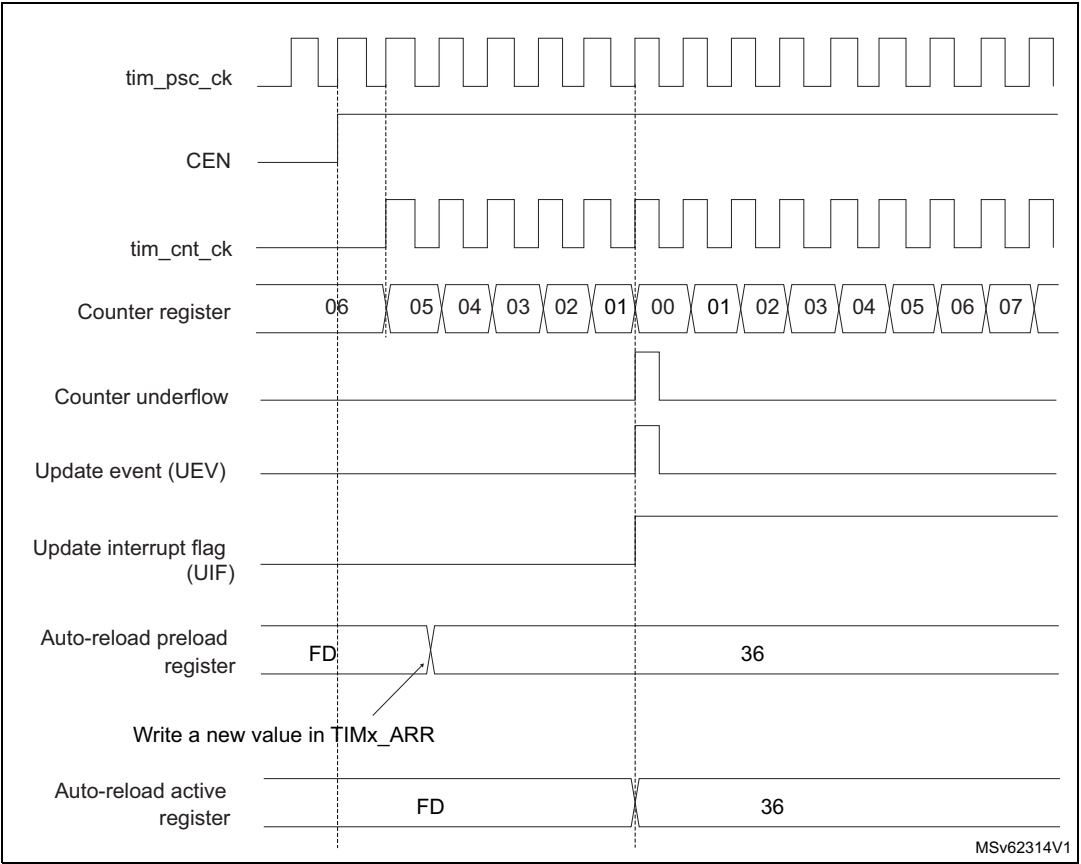 tim_psc_ck
CEN
tim_cnt_ck
Counter register 06 05 04 03 02 01 00 01 02 03 04 05 06 07
Counter underflow
Update event (UEV)
Update interrupt flag
(UIF)
Auto-reload preload
register
FD 36
Write a new value in TIMx_ARR
Auto-reload active
register
FD 36
MSv62314V1